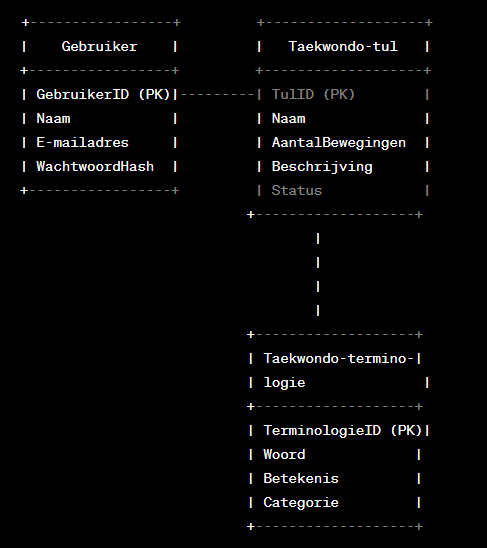 +-----------------+ +--------------------+
| Gebruiker | | Taekwondo-tul |
+-----------------+ +--------------------+
| GebruikerID (PK)|---------| TulID (PK) |
| Naam | | Naam |
| E-mailadres | | AantalBewegingen |
| WachtwoordHash | | Beschrijving |
+-----------------+ | Status |
+-------------------+
|
|
|
|
+-------------------+
| Taekwondo-termino-|
| logie |
+-------------------+
| TerminologieID (PK)|
| Woord |
| Betekenis |
| Categorie |
+-------------------+